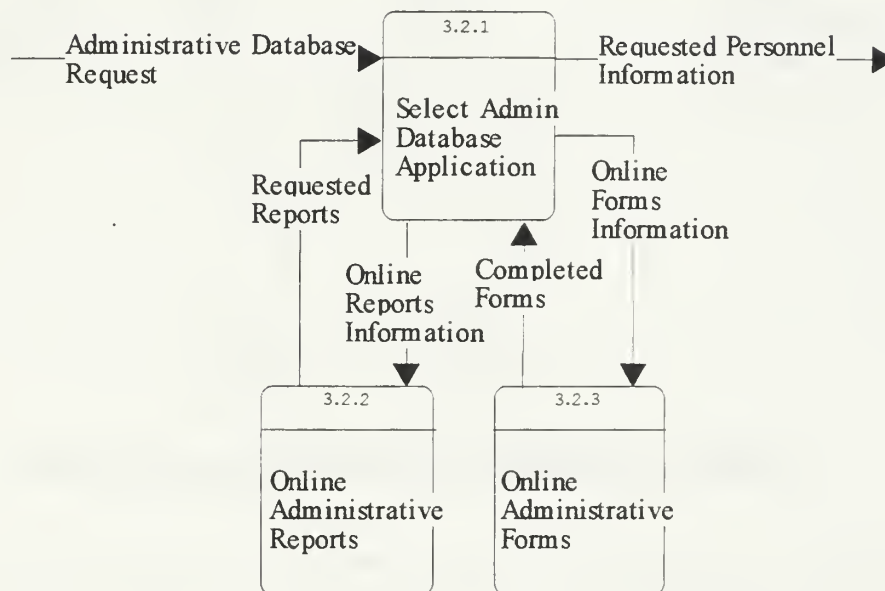 3.2.1
Administrative Database
Request
Requested Personnel
Information
Select Admin
Database
Application
Requested
Reports
Online
Forms
Information
Online
Reports
Information
Completed
Forms
3.2.2
3.2.3
Online
Administrative
Reports
Online
Administrative
Forms